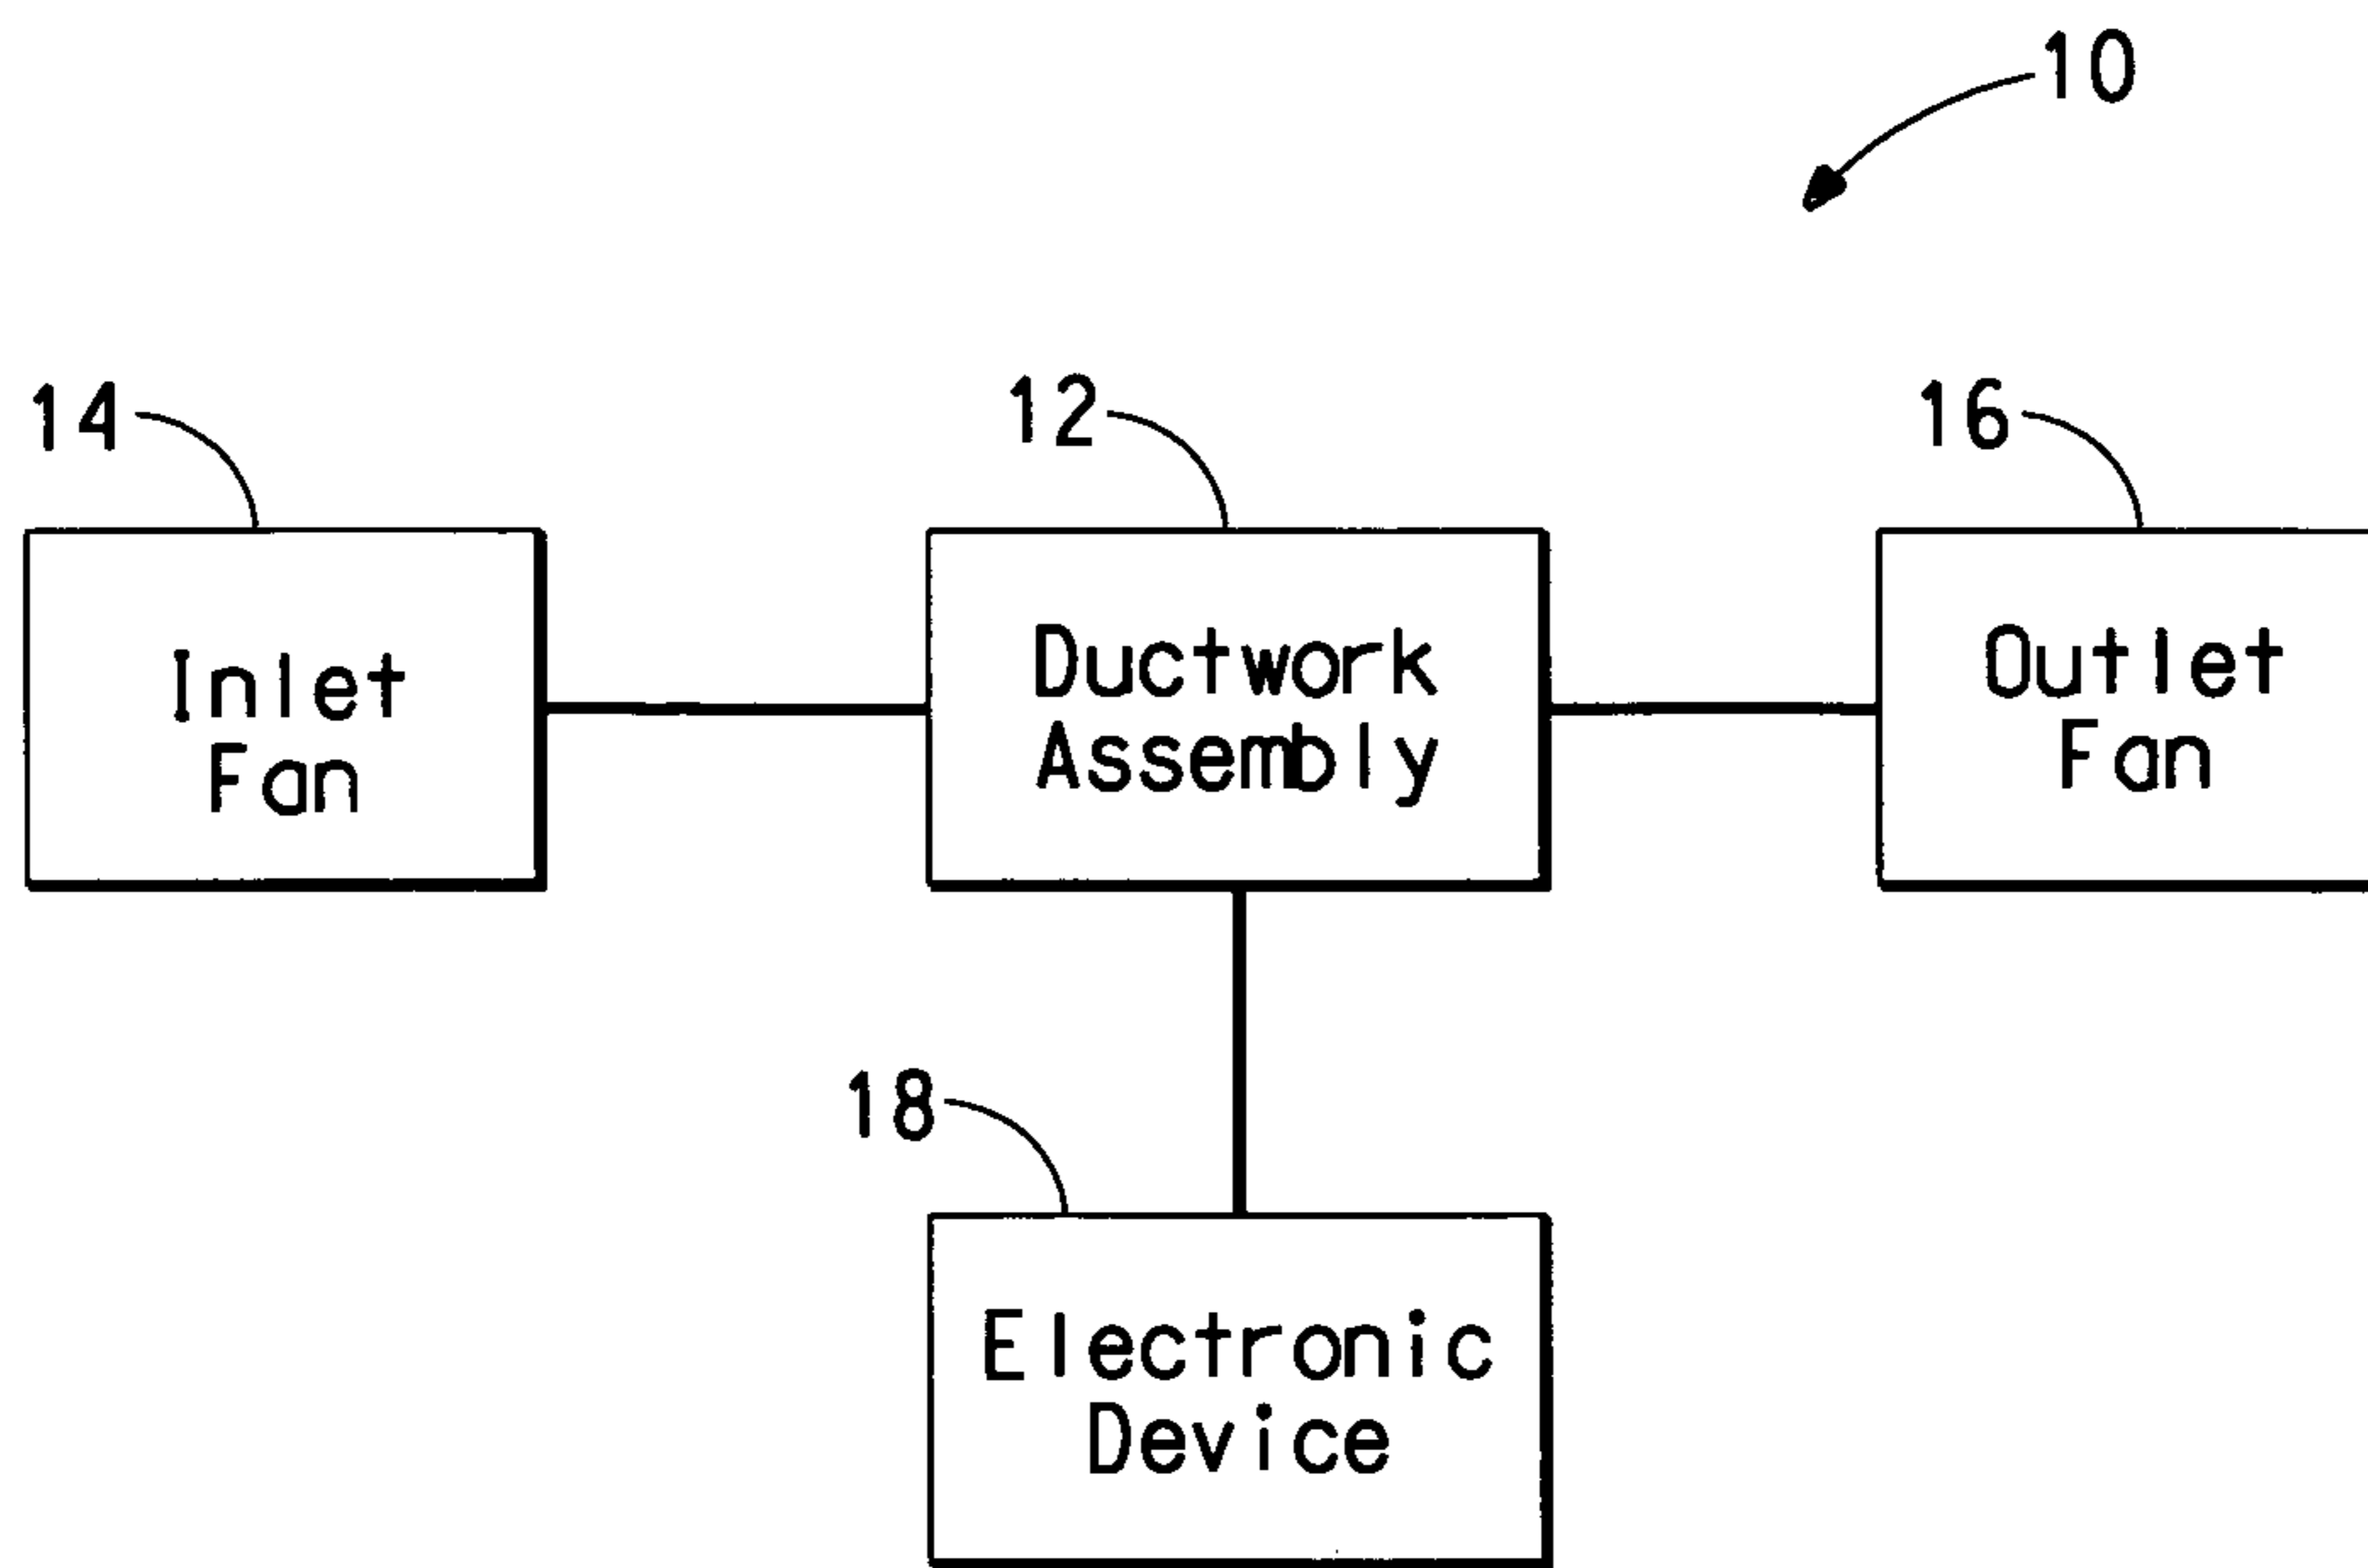 10
14
12
16
Inlet
Fan
Ductwork
Assembly
Outlet
Fan
18
Electronic
Device